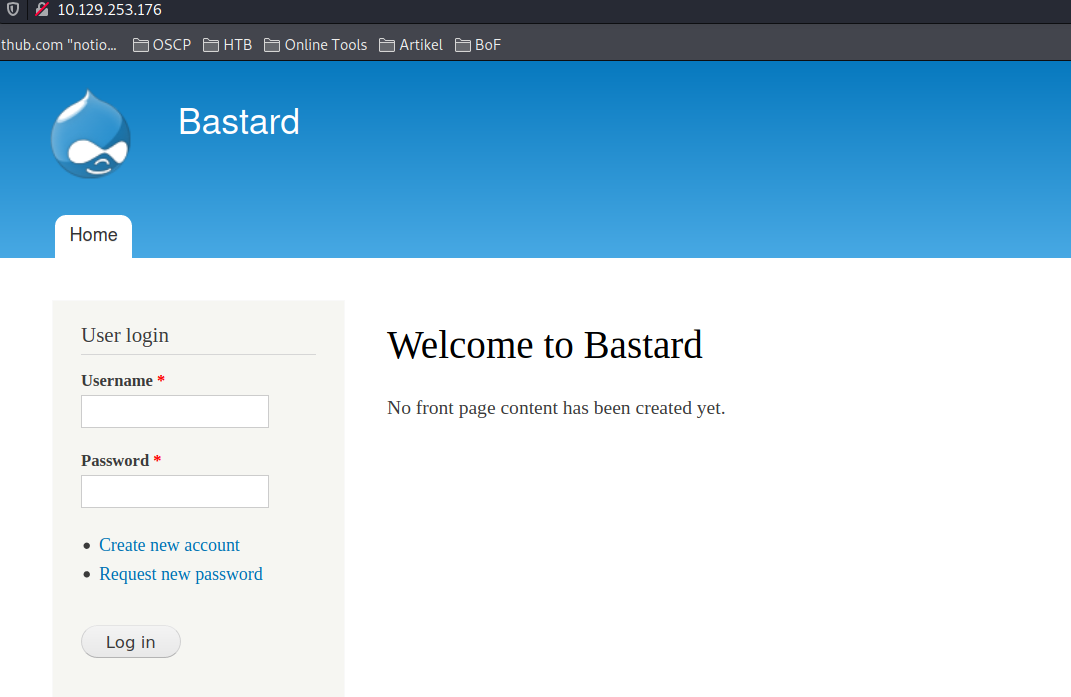 10.129.253.176
thub.com "notio... OSCP HTB Online Tools Artikel BoF
Bastard
Home
User login
Username *
Password *
Create new account
Request new password
Log in
Welcome to Bastard
No front page content has been created yet.